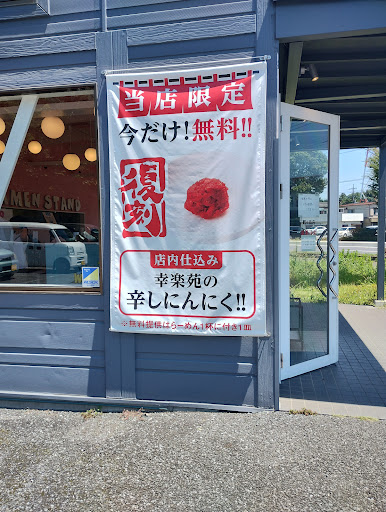 当店限定
今だけ!無料!!
復刻
店内仕込み
幸楽苑の
辛しにんにく!!
※無料提供はらーめん1杯に付き1皿
MEN STAND